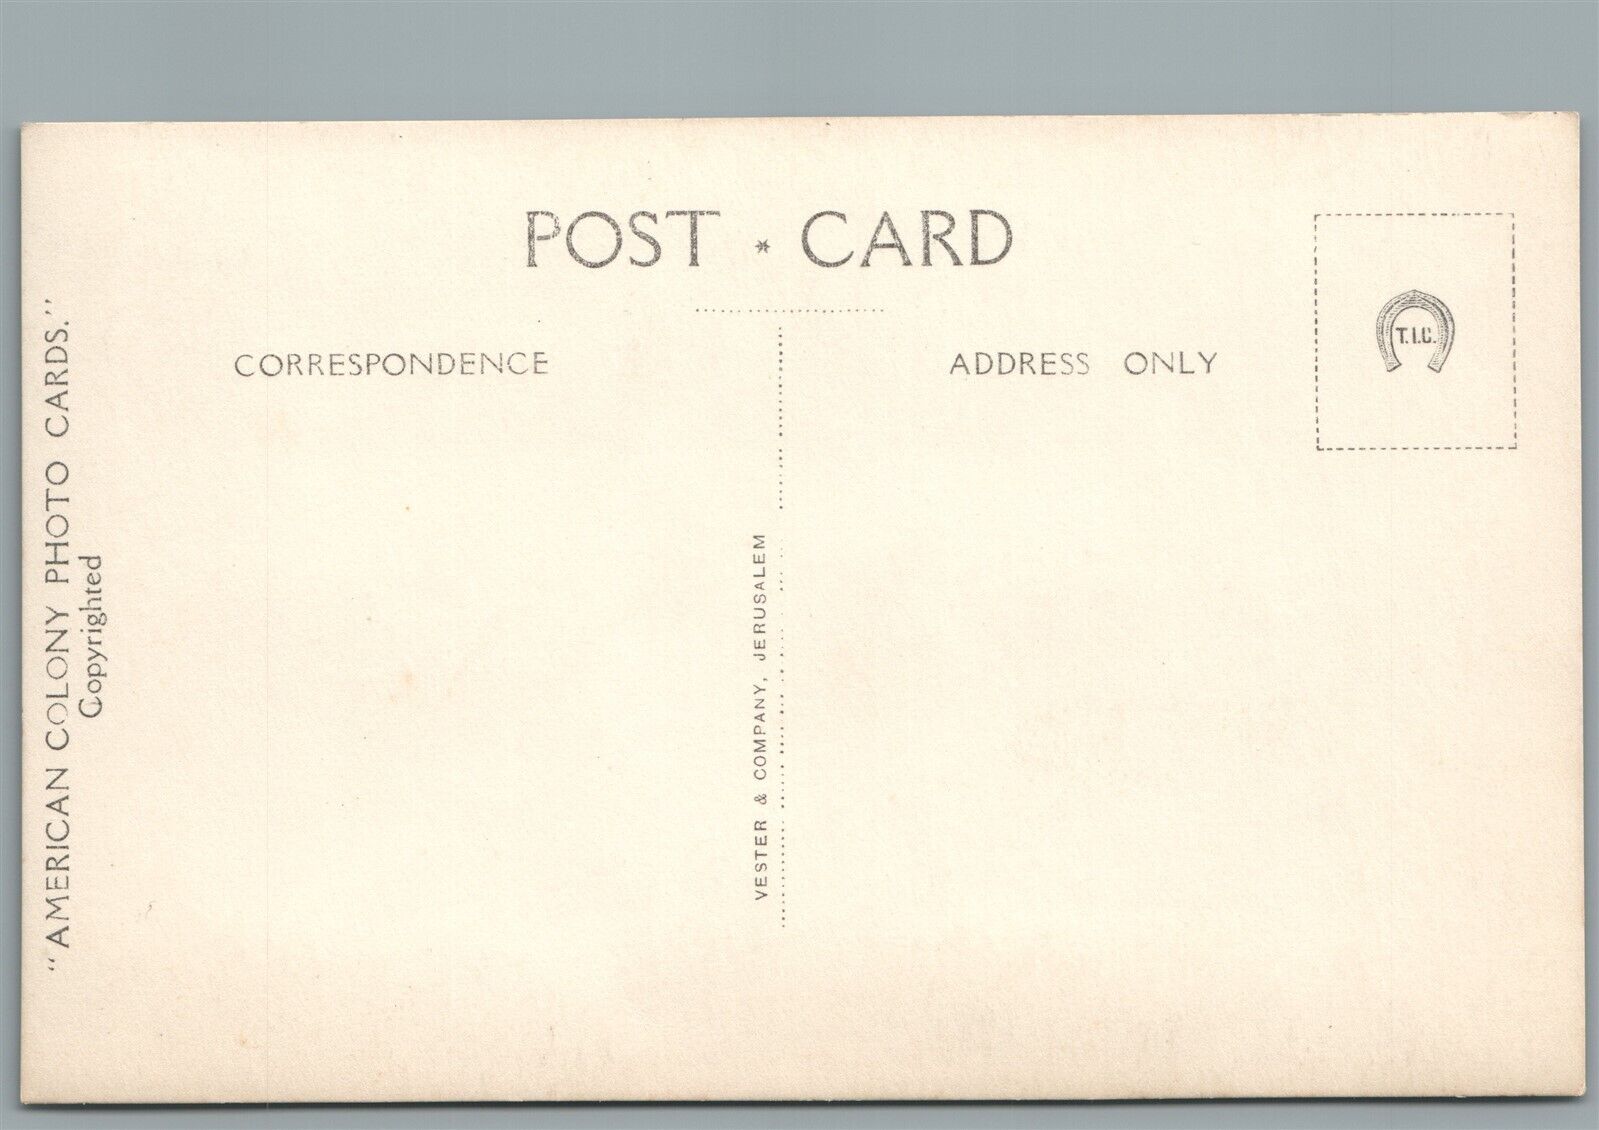 POST * CARD
CORRESPONDENCE
ADDRESS ONLY
T.I.C.
"AMERICAN COLONY PHOTO CARDS."
Copyrighted
VESTER & COMPANY, JERUSALEM